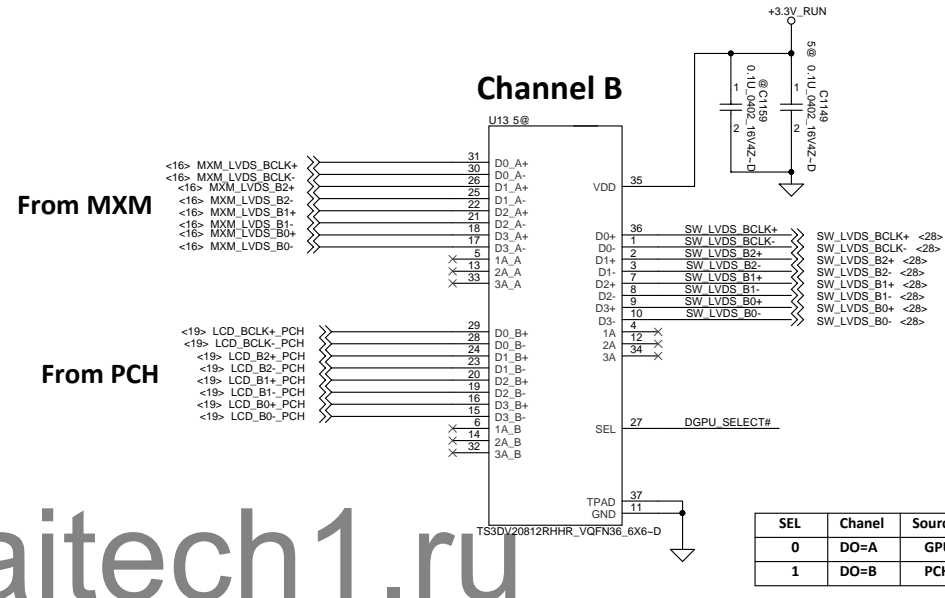 +3.3V_RUN
5@
C1149
0.1U_0402_16V4Z~D
1
2
@C1159
0.1U_0402_16V4Z~D
1
2
Channel B
U13 5@
From MXM
<16> MXM_LVDS_BCLK+ 31 D0_A+
<16> MXM_LVDS_BCLK- 30 D0_A-
<16> MXM_LVDS_B2+ 26 D1_A+
<16> MXM_LVDS_B2- 25 D1_A-
<16> MXM_LVDS_B1+ 22 D2_A+
<16> MXM_LVDS_B1- 21 D2_A-
<16> MXM_LVDS_B0+ 18 D3_A+
<16> MXM_LVDS_B0- 17 D3_A-
5 1A_A
13 2A_A
33 3A_A
VDD 35
D0+ 36 SW_LVDS_BCLK+ SW_LVDS_BCLK+ <28>
D0- 1 SW_LVDS_BCLK- SW_LVDS_BCLK- <28>
D1+ 2 SW_LVDS_B2+ SW_LVDS_B2+ <28>
D1- 3 SW_LVDS_B2- SW_LVDS_B2- <28>
D2+ 7 SW_LVDS_B1+ SW_LVDS_B1+ <28>
D2- 8 SW_LVDS_B1- SW_LVDS_B1- <28>
D3+ 9 SW_LVDS_B0+ SW_LVDS_B0+ <28>
D3- 10 SW_LVDS_B0- SW_LVDS_B0- <28>
1A 4
2A 12
3A 34
From PCH
<19> LCD_BCLK+_PCH 29 D0_B+
<19> LCD_BCLK-_PCH 28 D0_B-
<19> LCD_B2+_PCH 24 D1_B+
<19> LCD_B2-_PCH 23 D1_B-
<19> LCD_B1+_PCH 20 D2_B+
<19> LCD_B1-_PCH 19 D2_B-
<19> LCD_B0+_PCH 16 D3_B+
<19> LCD_B0-_PCH 15 D3_B-
6 1A_B
14 2A_B
32 3A_B
SEL 27 DGPU_SELECT#
TPAD 37
GND 11
TS3DV20812RHHR_VQFN36_6X6~D
SEL Chanel Sourc
0 DO=A GPU
1 DO=B PCH
aitech1.ru